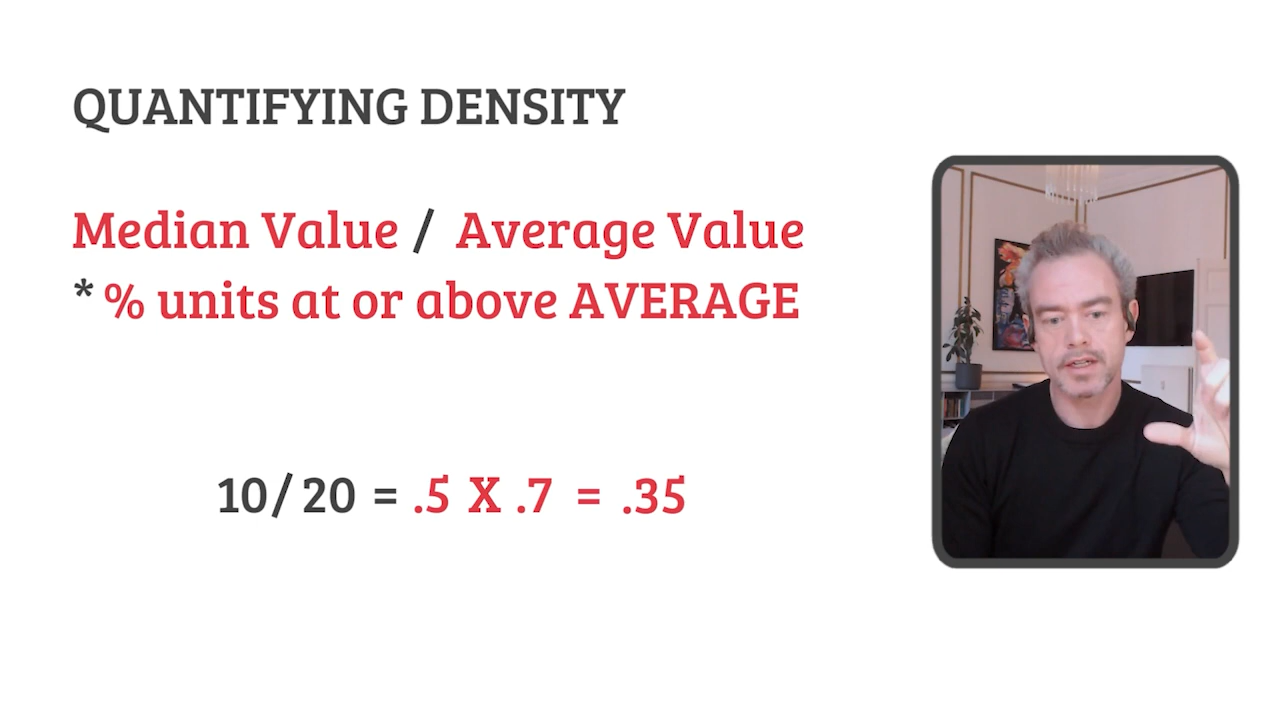 QUANTIFYING DENSITY
Median Value / Average Value
* % units at or above AVERAGE
10/20 = .5 X .7 = .35